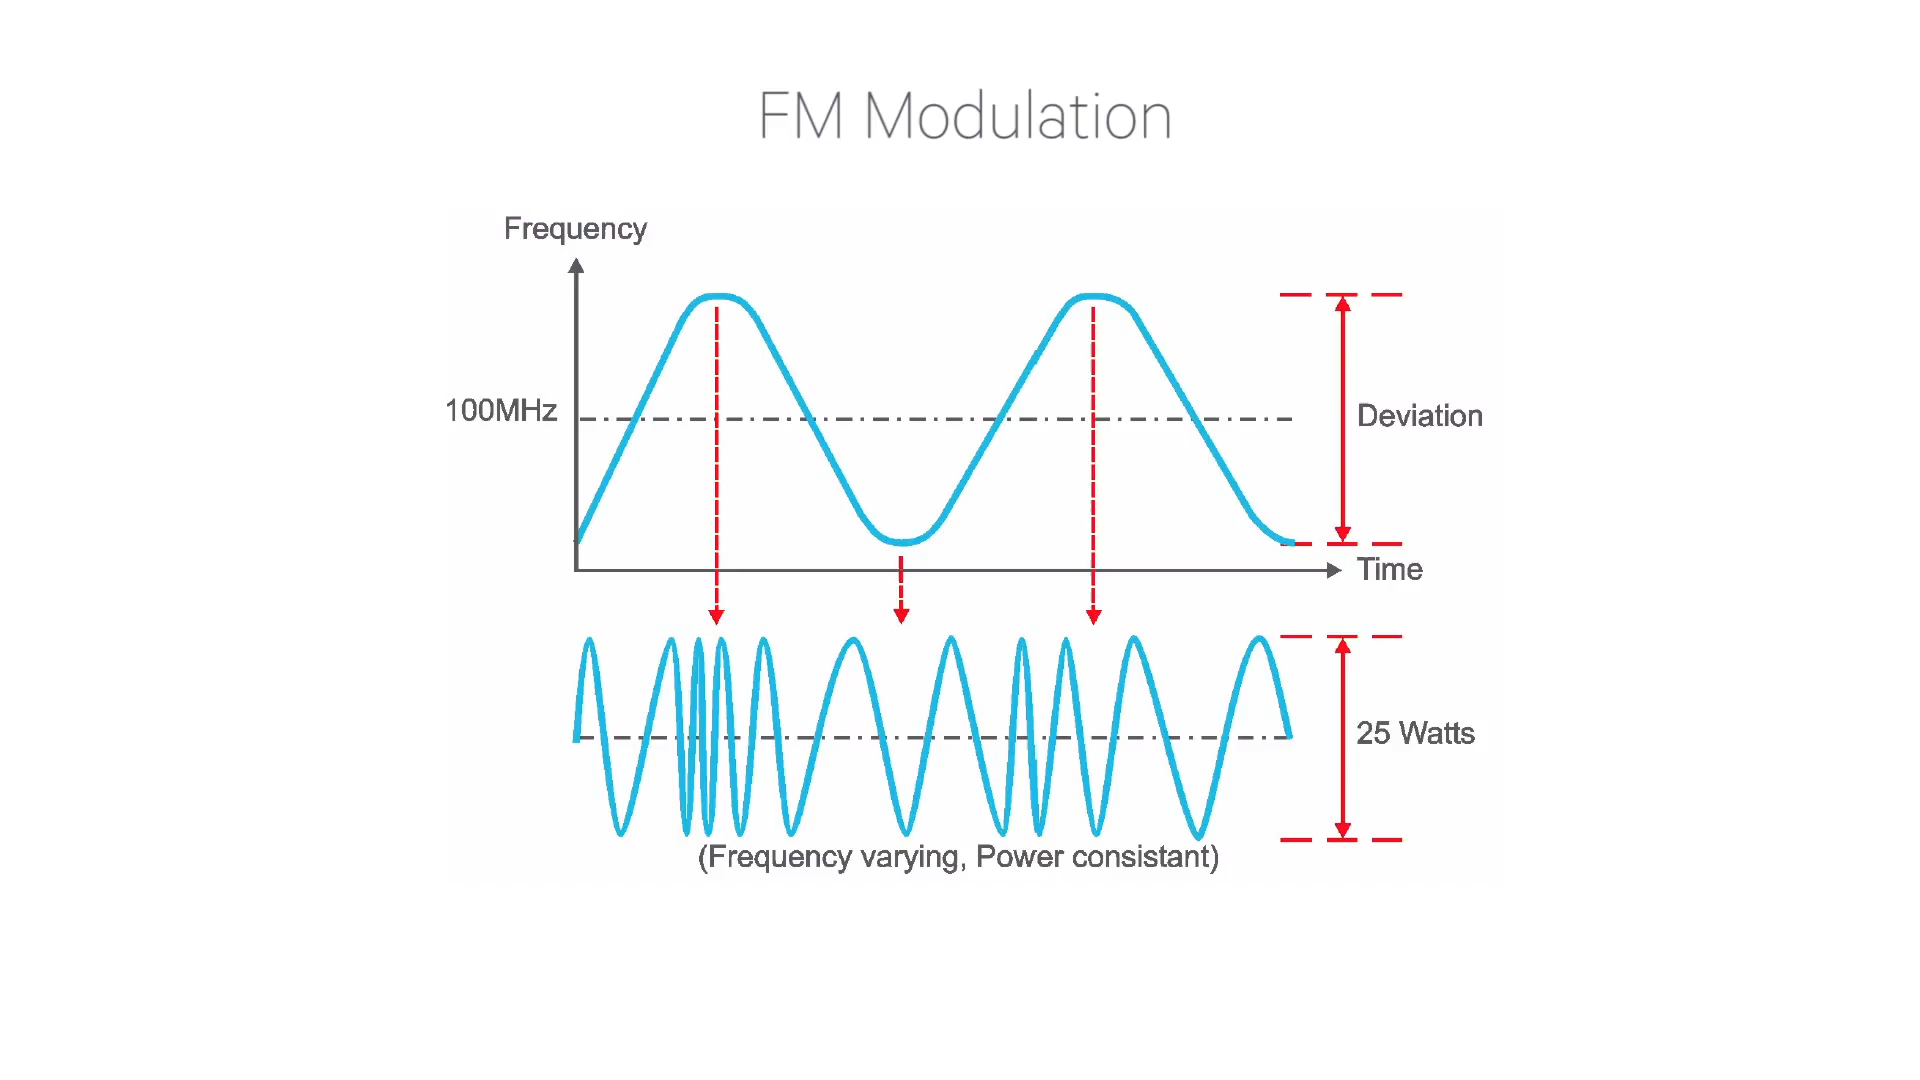 FM Modulation
Frequency
100MHz
Deviation
Time
25 Watts
(Frequency varying, Power consistant)